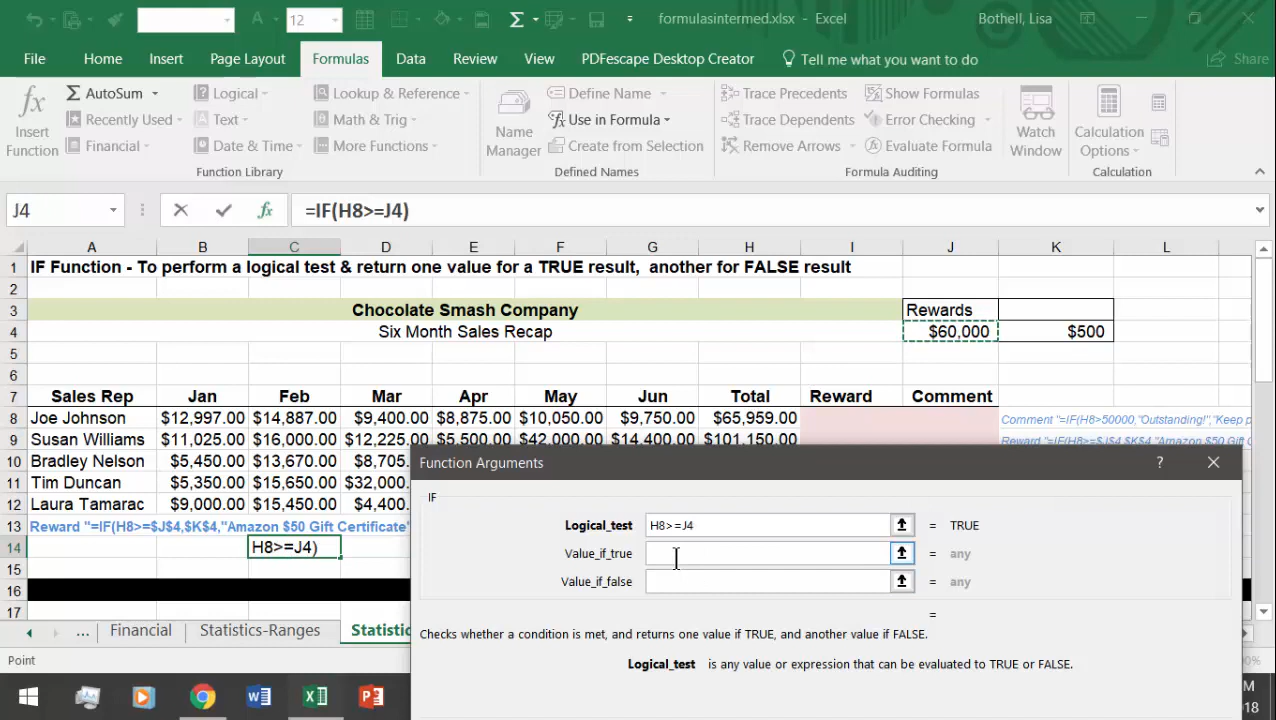 12
formulasintermed.xlsx - Excel
Bothell, Lisa
File Home Insert Page Layout Formulas Data Review View PDFescape Desktop Creator Tell me what you want to do Share
fx Insert Function
Σ AutoSum
Recently Used
Financial
Logical
Text
Date & Time
Lookup & Reference
Math & Trig
More Functions
Function Library
Name Manager
Define Name
Use in Formula
Create from Selection
Defined Names
Trace Precedents
Trace Dependents
Remove Arrows
Show Formulas
Error Checking
Evaluate Formula
Formula Auditing
Watch Window
Calculation Options
Calculation
J4 fx =IF(H8>=J4)
A B C D E F G H I J K L
1 IF Function - To perform a logical test & return one value for a TRUE result, another for FALSE result
2
3 Chocolate Smash Company Rewards
4 Six Month Sales Recap $60,000 $500
5
6
7 Sales Rep Jan Feb Mar Apr May Jun Total Reward Comment
8 Joe Johnson $12,997.00 $14,887.00 $9,400.00 $8,875.00 $10,050.00 $9,750.00 $65,959.00 Comment "=IF(H8>50000,"Outstanding!","Keep p
9 Susan Williams $11,025.00 $16,000.00 $12,225.00 $5,500.00 $42,000.00 $14,400.00 $101,150.00 Reward "=IF(H8>=$J$4,$K$4,"Amazon $50 Gift C
10 Bradley Nelson $5,450.00 $13,670.00 $8,705.
11 Tim Duncan $5,350.00 $15,650.00 $32,000.
12 Laura Tamarac $9,000.00 $15,450.00 $4,400.
13 Reward "=IF(H8>=$J$4,$K$4,"Amazon $50 Gift Certificate"
14 H8>=J4)
15
16
17
Function Arguments ?
IF
Logical_test H8>=J4 = TRUE
Value_if_true = any
Value_if_false = any
=
Checks whether a condition is met, and returns one value if TRUE, and another value if FALSE.
Logical_test is any value or expression that can be evaluated to TRUE or FALSE.
... Financial Statistics-Ranges Statistic
Point